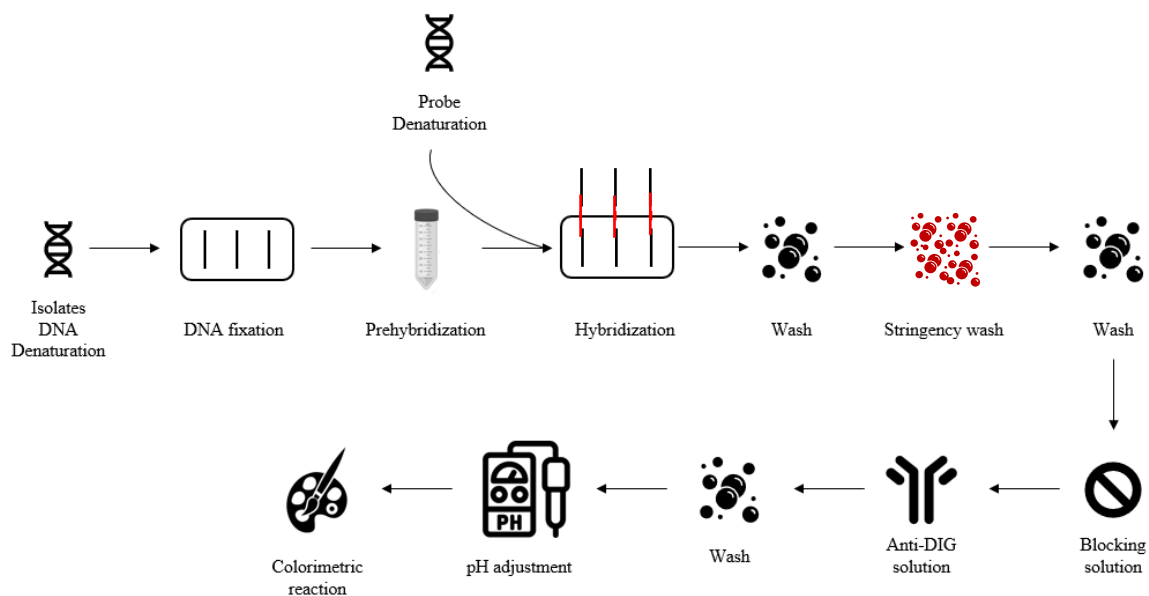 Probe
Denaturation
Isolates
DNA
Denaturation
DNA fixation
Prehybridization
Hybridization
Wash
Stringency wash
Wash
PH
Colorimetric
reaction
pH adjustment
Wash
Anti-DIG
solution
Blocking
solution